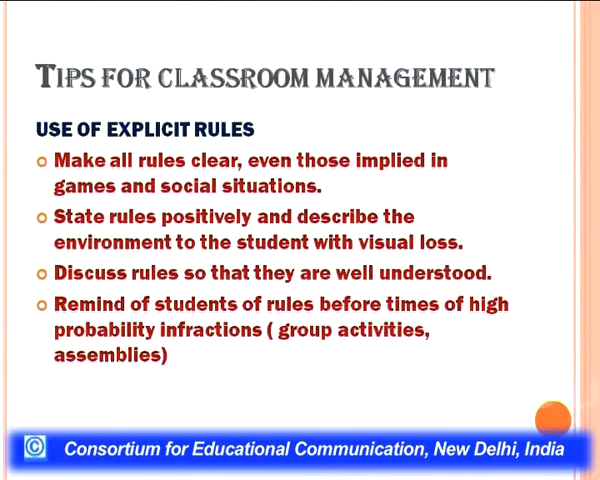 TIPS FOR CLASSROOM MANAGEMENT
USE OF EXPLICIT RULES
Make all rules clear, even those implied in
games and social situations.
State rules positively and describe the
environment to the student with visual loss.
Discuss rules so that they are well understood.
Remind of students of rules before times of high
probability infractions ( group activities,
assemblies)
© Consortium for Educational Communication, New Delhi, India